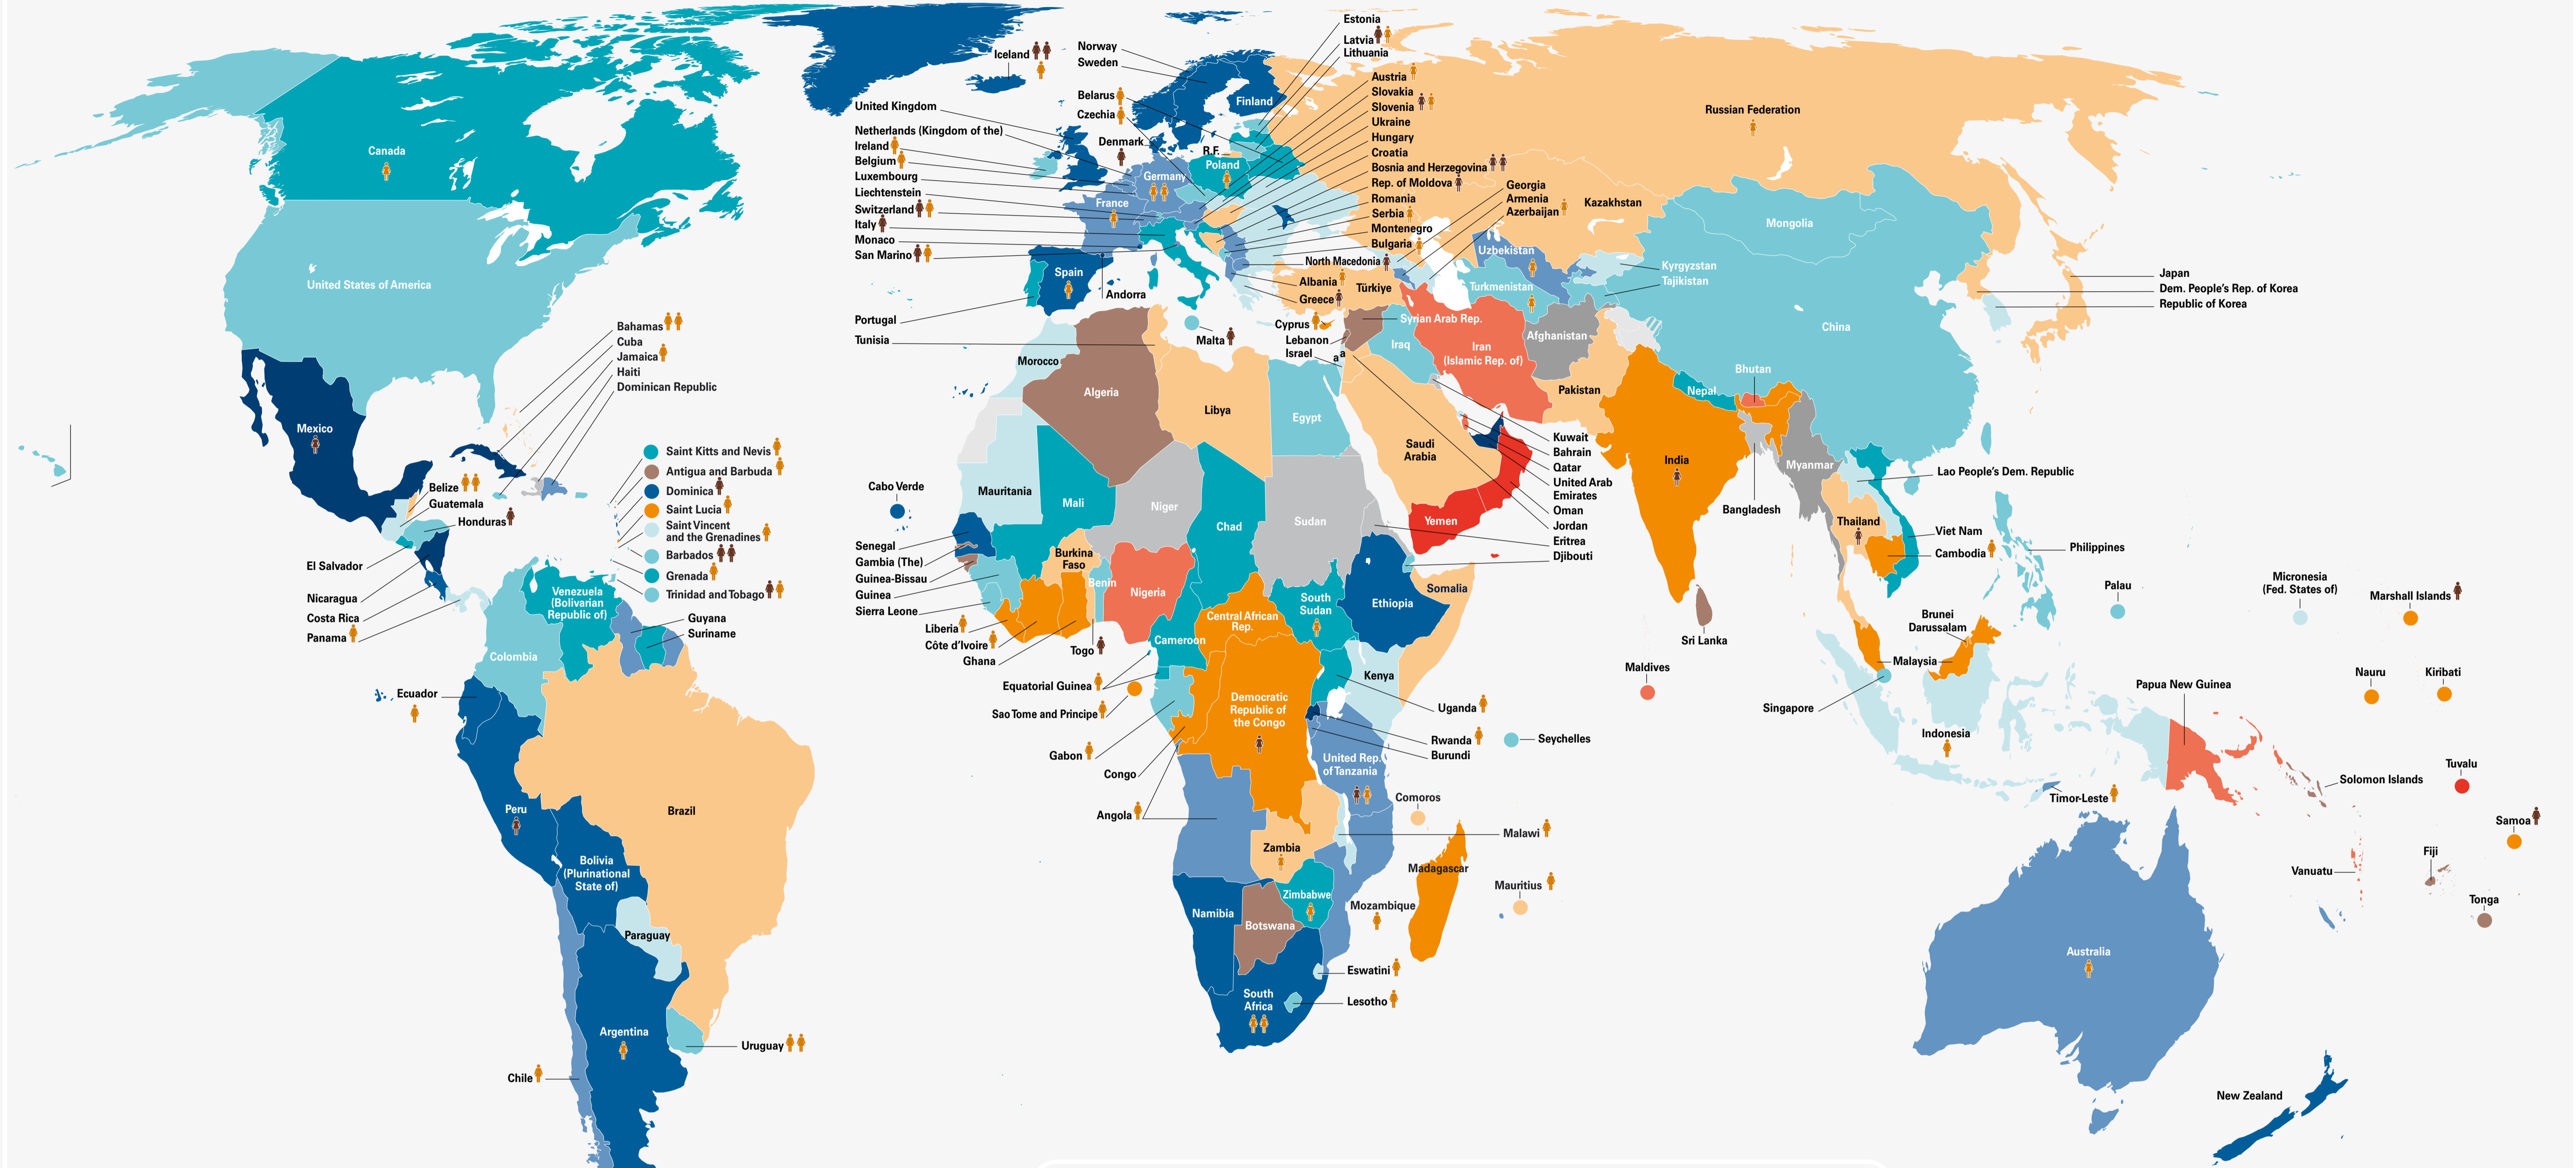 Canada
United States of America
Mexico
Bahamas
Cuba
Jamaica
Haiti
Dominican Republic
Belize
Guatemala
Honduras
El Salvador
Nicaragua
Costa Rica
Panama
Saint Kitts and Nevis
Antigua and Barbuda
Dominica
Saint Lucia
Saint Vincent
and the Grenadines
Barbados
Grenada
Trinidad and Tobago
Venezuela
(Bolivarian
Republic of)
Guyana
Suriname
Colombia
Ecuador
Peru
Brazil
Bolivia
(Plurinational
State of)
Paraguay
Argentina
Uruguay
Chile
Iceland
Norway
Sweden
Finland
United Kingdom
Belarus
Czechia
Netherlands (Kingdom of the)
Ireland
Belgium
Luxembourg
Liechtenstein
Switzerland
Italy
Monaco
San Marino
Denmark
Germany
France
Poland
R.F.
Spain
Andorra
Portugal
Tunisia
Malta
Estonia
Latvia
Lithuania
Austria
Slovakia
Slovenia
Ukraine
Hungary
Croatia
Bosnia and Herzegovina
Rep. of Moldova
Romania
Serbia
Montenegro
Bulgaria
North Macedonia
Albania
Greece
Türkiye
Cyprus
Lebanon
Israel
a
a
Syrian Arab Rep.
Georgia
Armenia
Azerbaijan
Russian Federation
Kazakhstan
Uzbekistan
Turkmenistan
Kyrgyzstan
Tajikistan
Mongolia
China
Japan
Dem. People's Rep. of Korea
Republic of Korea
Afghanistan
Iraq
Iran
(Islamic Rep. of)
Pakistan
Nepal
Bhutan
India
Bangladesh
Myanmar
Sri Lanka
Maldives
Lao People's Dem. Republic
Thailand
Viet Nam
Cambodia
Philippines
Brunei
Darussalam
Malaysia
Singapore
Indonesia
Timor-Leste
Palau
Micronesia
(Fed. States of)
Marshall Islands
Nauru
Kiribati
Papua New Guinea
Solomon Islands
Tuvalu
Samoa
Vanuatu
Fiji
Tonga
Australia
New Zealand
Kuwait
Bahrain
Qatar
United Arab
Emirates
Oman
Jordan
Eritrea
Djibouti
Saudi
Arabia
Yemen
Morocco
Algeria
Libya
Egypt
Mauritania
Mali
Niger
Chad
Sudan
Cabo Verde
Senegal
Gambia (The)
Guinea-Bissau
Guinea
Sierra Leone
Liberia
Côte d'Ivoire
Ghana
Togo
Burkina
Faso
Benin
Nigeria
Cameroon
Central African
Rep.
South
Sudan
Ethiopia
Somalia
Kenya
Uganda
Rwanda
Burundi
Seychelles
Equatorial Guinea
Sao Tome and Principe
Gabon
Congo
Democratic
Republic of
the Congo
Angola
United Rep.
of Tanzania
Comoros
Malawi
Zambia
Madagascar
Mauritius
Mozambique
Zimbabwe
Namibia
Botswana
Eswatini
Lesotho
South
Africa